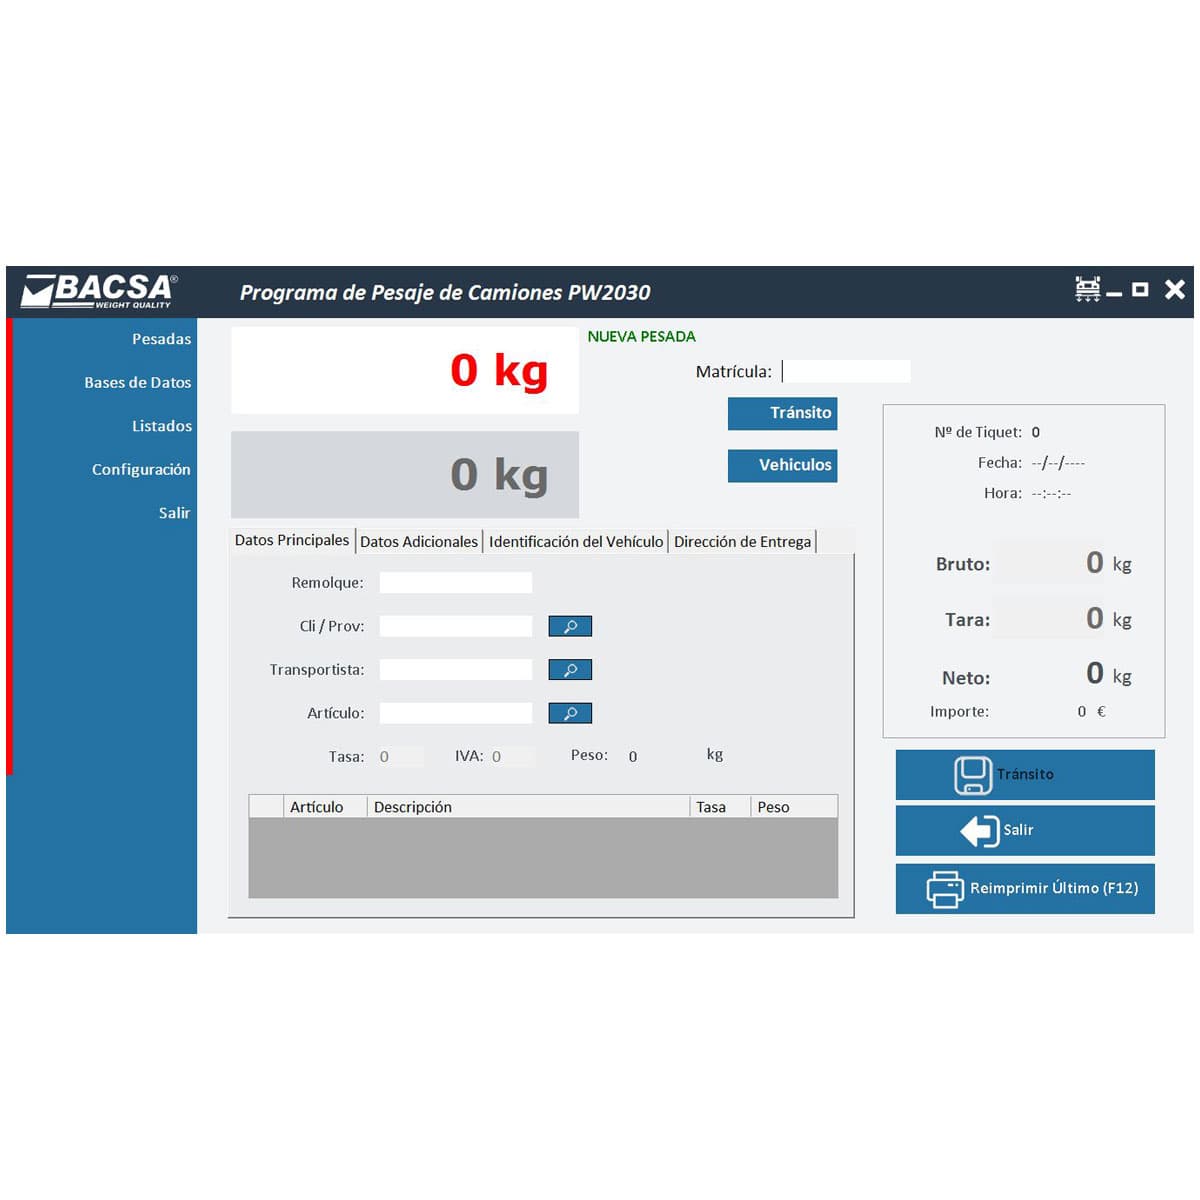 BACSA®
WEIGHT QUALITY
Programa de Pesaje de Camiones PW2030
Pesadas
Bases de Datos
Listados
Configuración
Salir
0 kg
0 kg
NUEVA PESADA
Matrícula:
Tránsito
Vehiculos
Datos Principales
Datos Adicionales
Identificación del Vehículo
Dirección de Entrega
Remolque:
Cli / Prov:
Transportista:
Artículo:
Tasa: 0 IVA: 0 Peso: 0 kg
Artículo Descripción Tasa Peso
Nº de Tiquet: 0
Fecha: --/--/----
Hora: --:--:--
Bruto: 0 kg
Tara: 0 kg
Neto: 0 kg
Importe: 0 €
Tránsito
Salir
Reimprimir Último (F12)